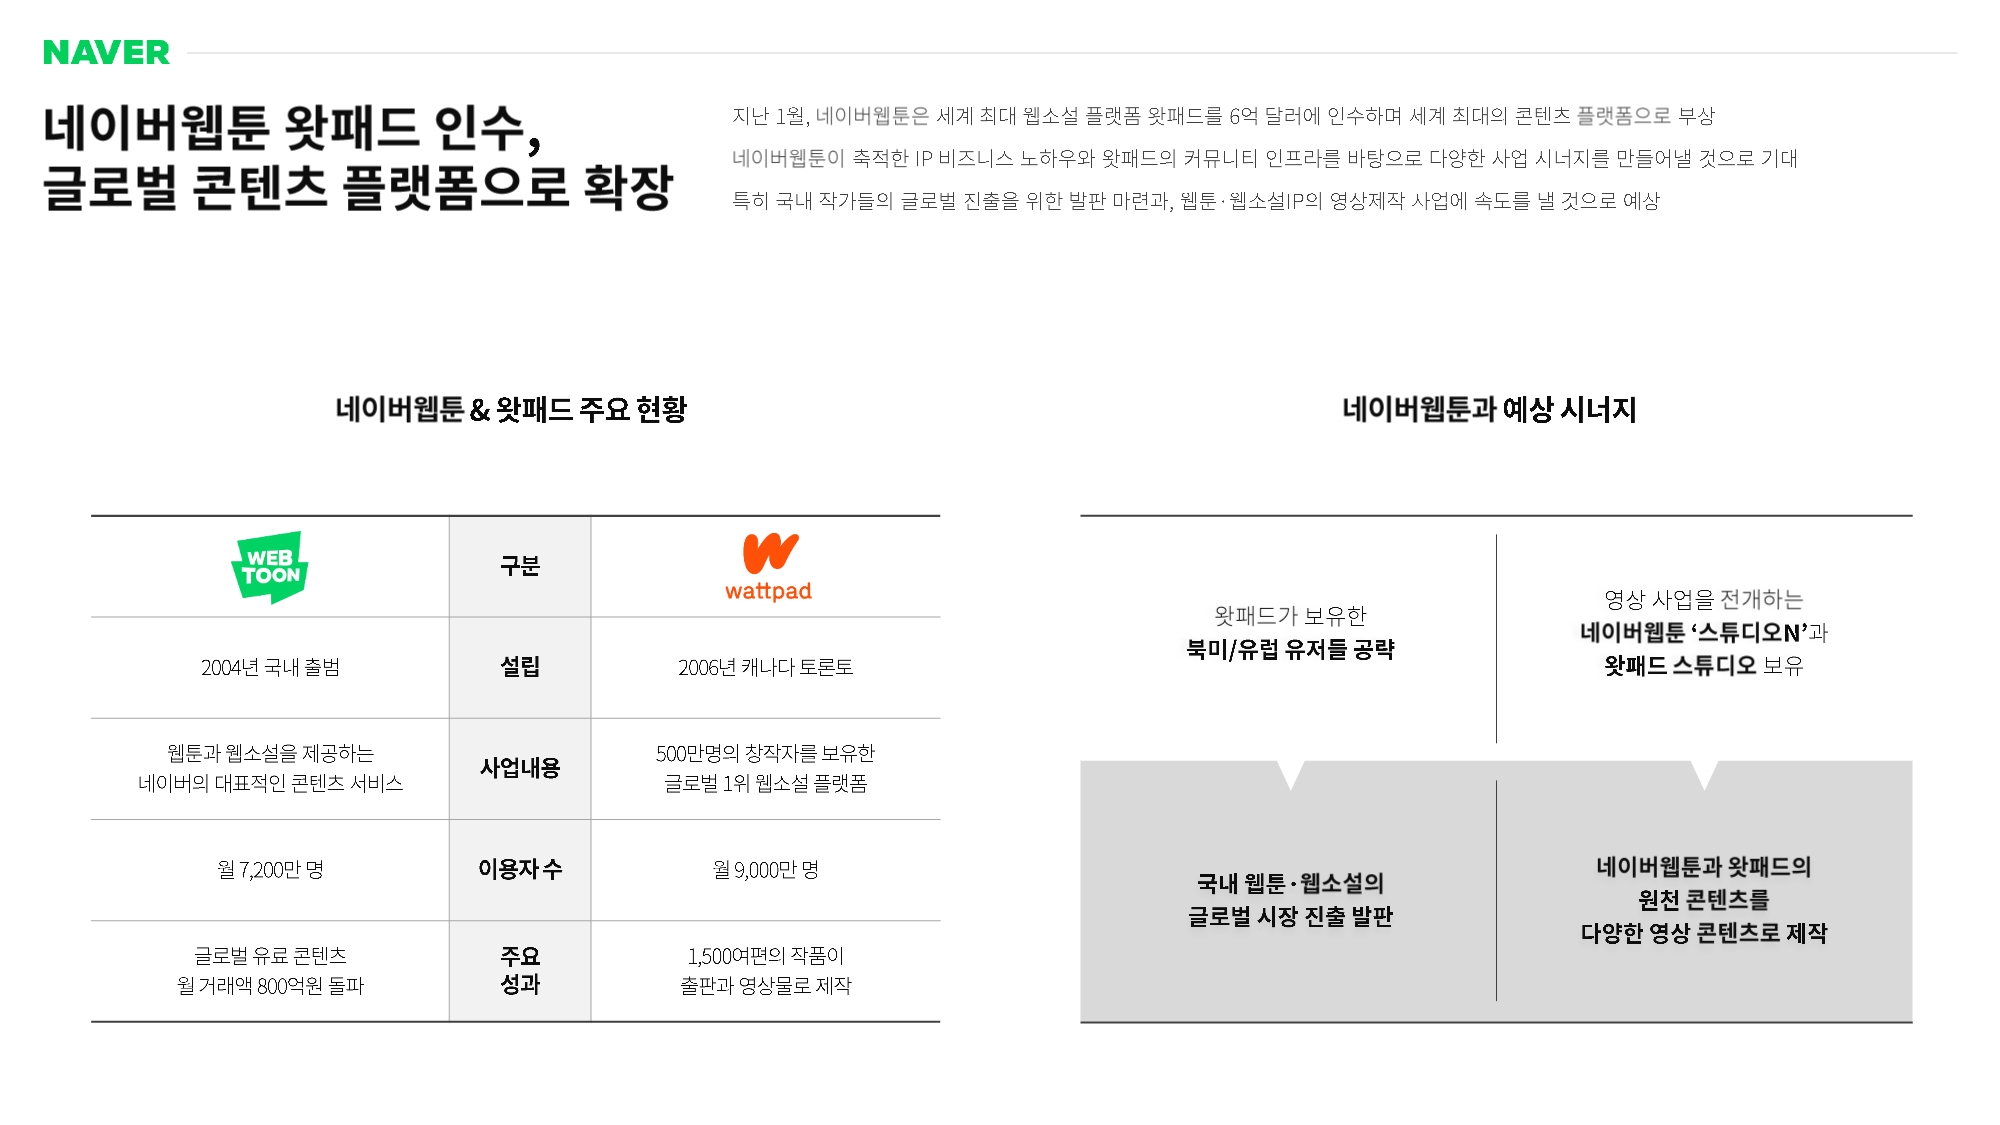 NAVER
네이버웹툰 왓패드 인수,
글로벌 콘텐츠 플랫폼으로 확장
지난 1월, 네이버웹툰은 세계 최대 웹소설 플랫폼 왓패드를 6억 달러에 인수하며 세계 최대의 콘텐츠 플랫폼으로 부상
네이버웹툰이 축적한 IP 비즈니스 노하우와 왓패드의 커뮤니티 인프라를 바탕으로 다양한 사업 시너지를 만들어낼 것으로 기대
특히 국내 작가들의 글로벌 진출을 위한 발판 마련과, 웹툰·웹소설IP의 영상제작 사업에 속도를 낼 것으로 예상
네이버웹툰 & 왓패드 주요 현황
WEB
TOON
구분
wattpad
2004년 국내 출범
설립
2006년 캐나다 토론토
웹툰과 웹소설을 제공하는
네이버의 대표적인 콘텐츠 서비스
사업내용
500만명의 창작자를 보유한
글로벌 1위 웹소설 플랫폼
월 7,200만 명
이용자 수
월 9,000만 명
글로벌 유료 콘텐츠
월 거래액 800억원 돌파
주요
성과
1,500여편의 작품이
출판과 영상물로 제작
네이버웹툰과 예상 시너지
왓패드가 보유한
북미/유럽 유저들 공략
영상 사업을 전개하는
네이버웹툰 ‘스튜디오N’과
왓패드 스튜디오 보유
국내 웹툰·웹소설의
글로벌 시장 진출 발판
네이버웹툰과 왓패드의
원천 콘텐츠를
다양한 영상 콘텐츠로 제작